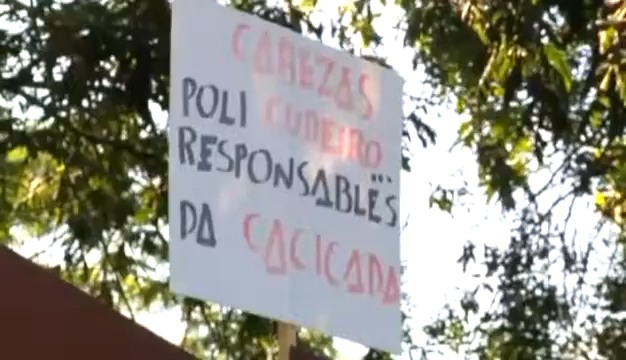 CABEZAS
POLI CUDEIRO
RESPONSABLES
DA CACICADA